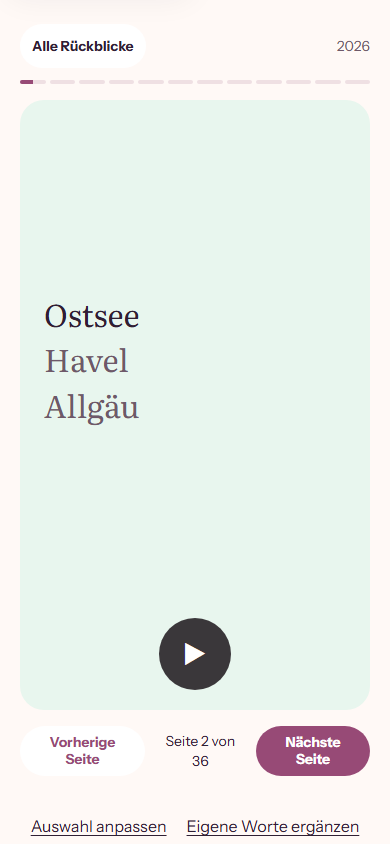 Alle Rückblicke
2026
Ostsee
Havel
Allgäu
Vorherige
Seite
Seite 2 von
36
Nächste
Seite
Auswahl anpassen
Eigene Worte ergänzen